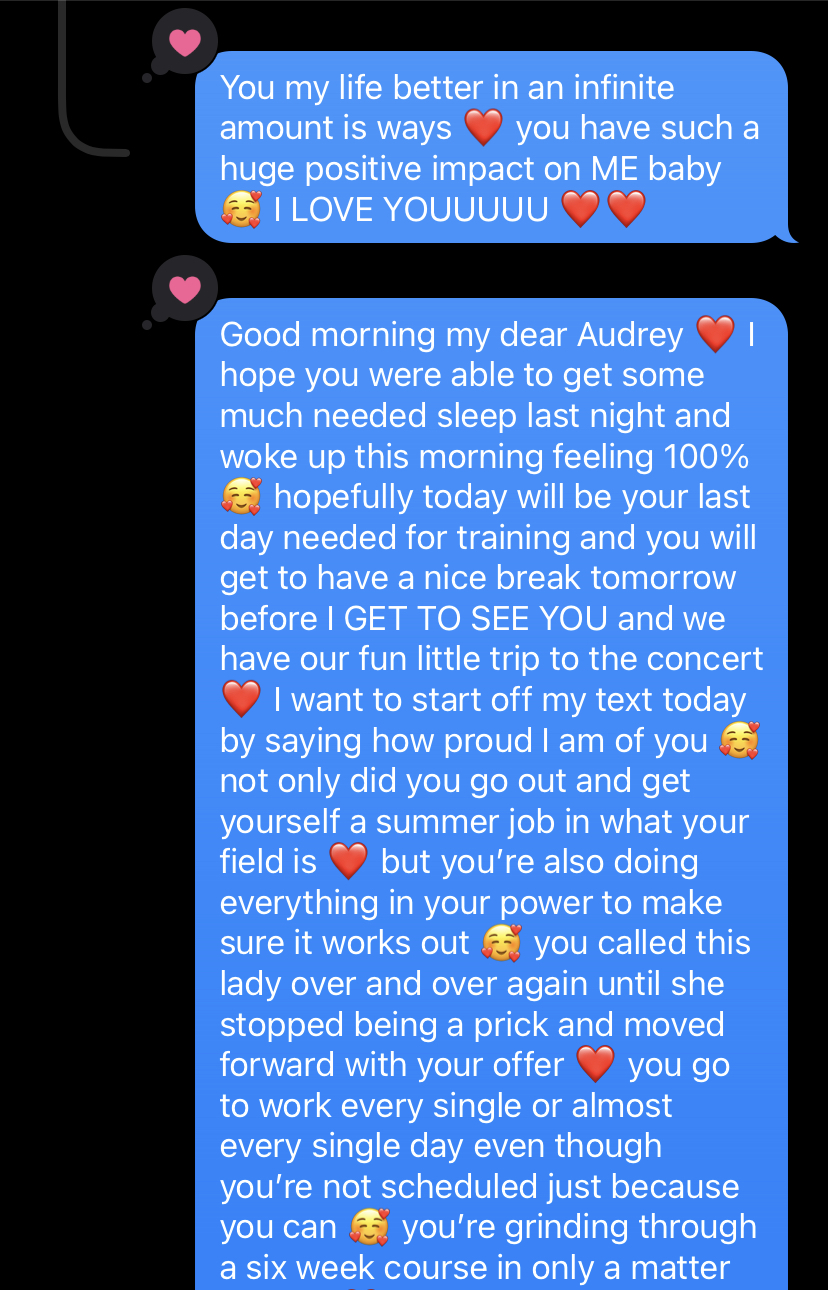 You my life better in an infinite
amount is ways ❤️ you have such a
huge positive impact on ME baby
🥰 I LOVE YOUUUUU ❤️❤️
Good morning my dear Audrey ❤️ I
hope you were able to get some
much needed sleep last night and
woke up this morning feeling 100%
🥰 hopefully today will be your last
day needed for training and you will
get to have a nice break tomorrow
before I GET TO SEE YOU and we
have our fun little trip to the concert
❤️ I want to start off my text today
by saying how proud I am of you 🥰
not only did you go out and get
yourself a summer job in what your
field is ❤️ but you’re also doing
everything in your power to make
sure it works out 🥰 you called this
lady over and over again until she
stopped being a prick and moved
forward with your offer ❤️ you go
to work every single or almost
every single day even though
you’re not scheduled just because
you can 🥰 you’re grinding through
a six week course in only a matter